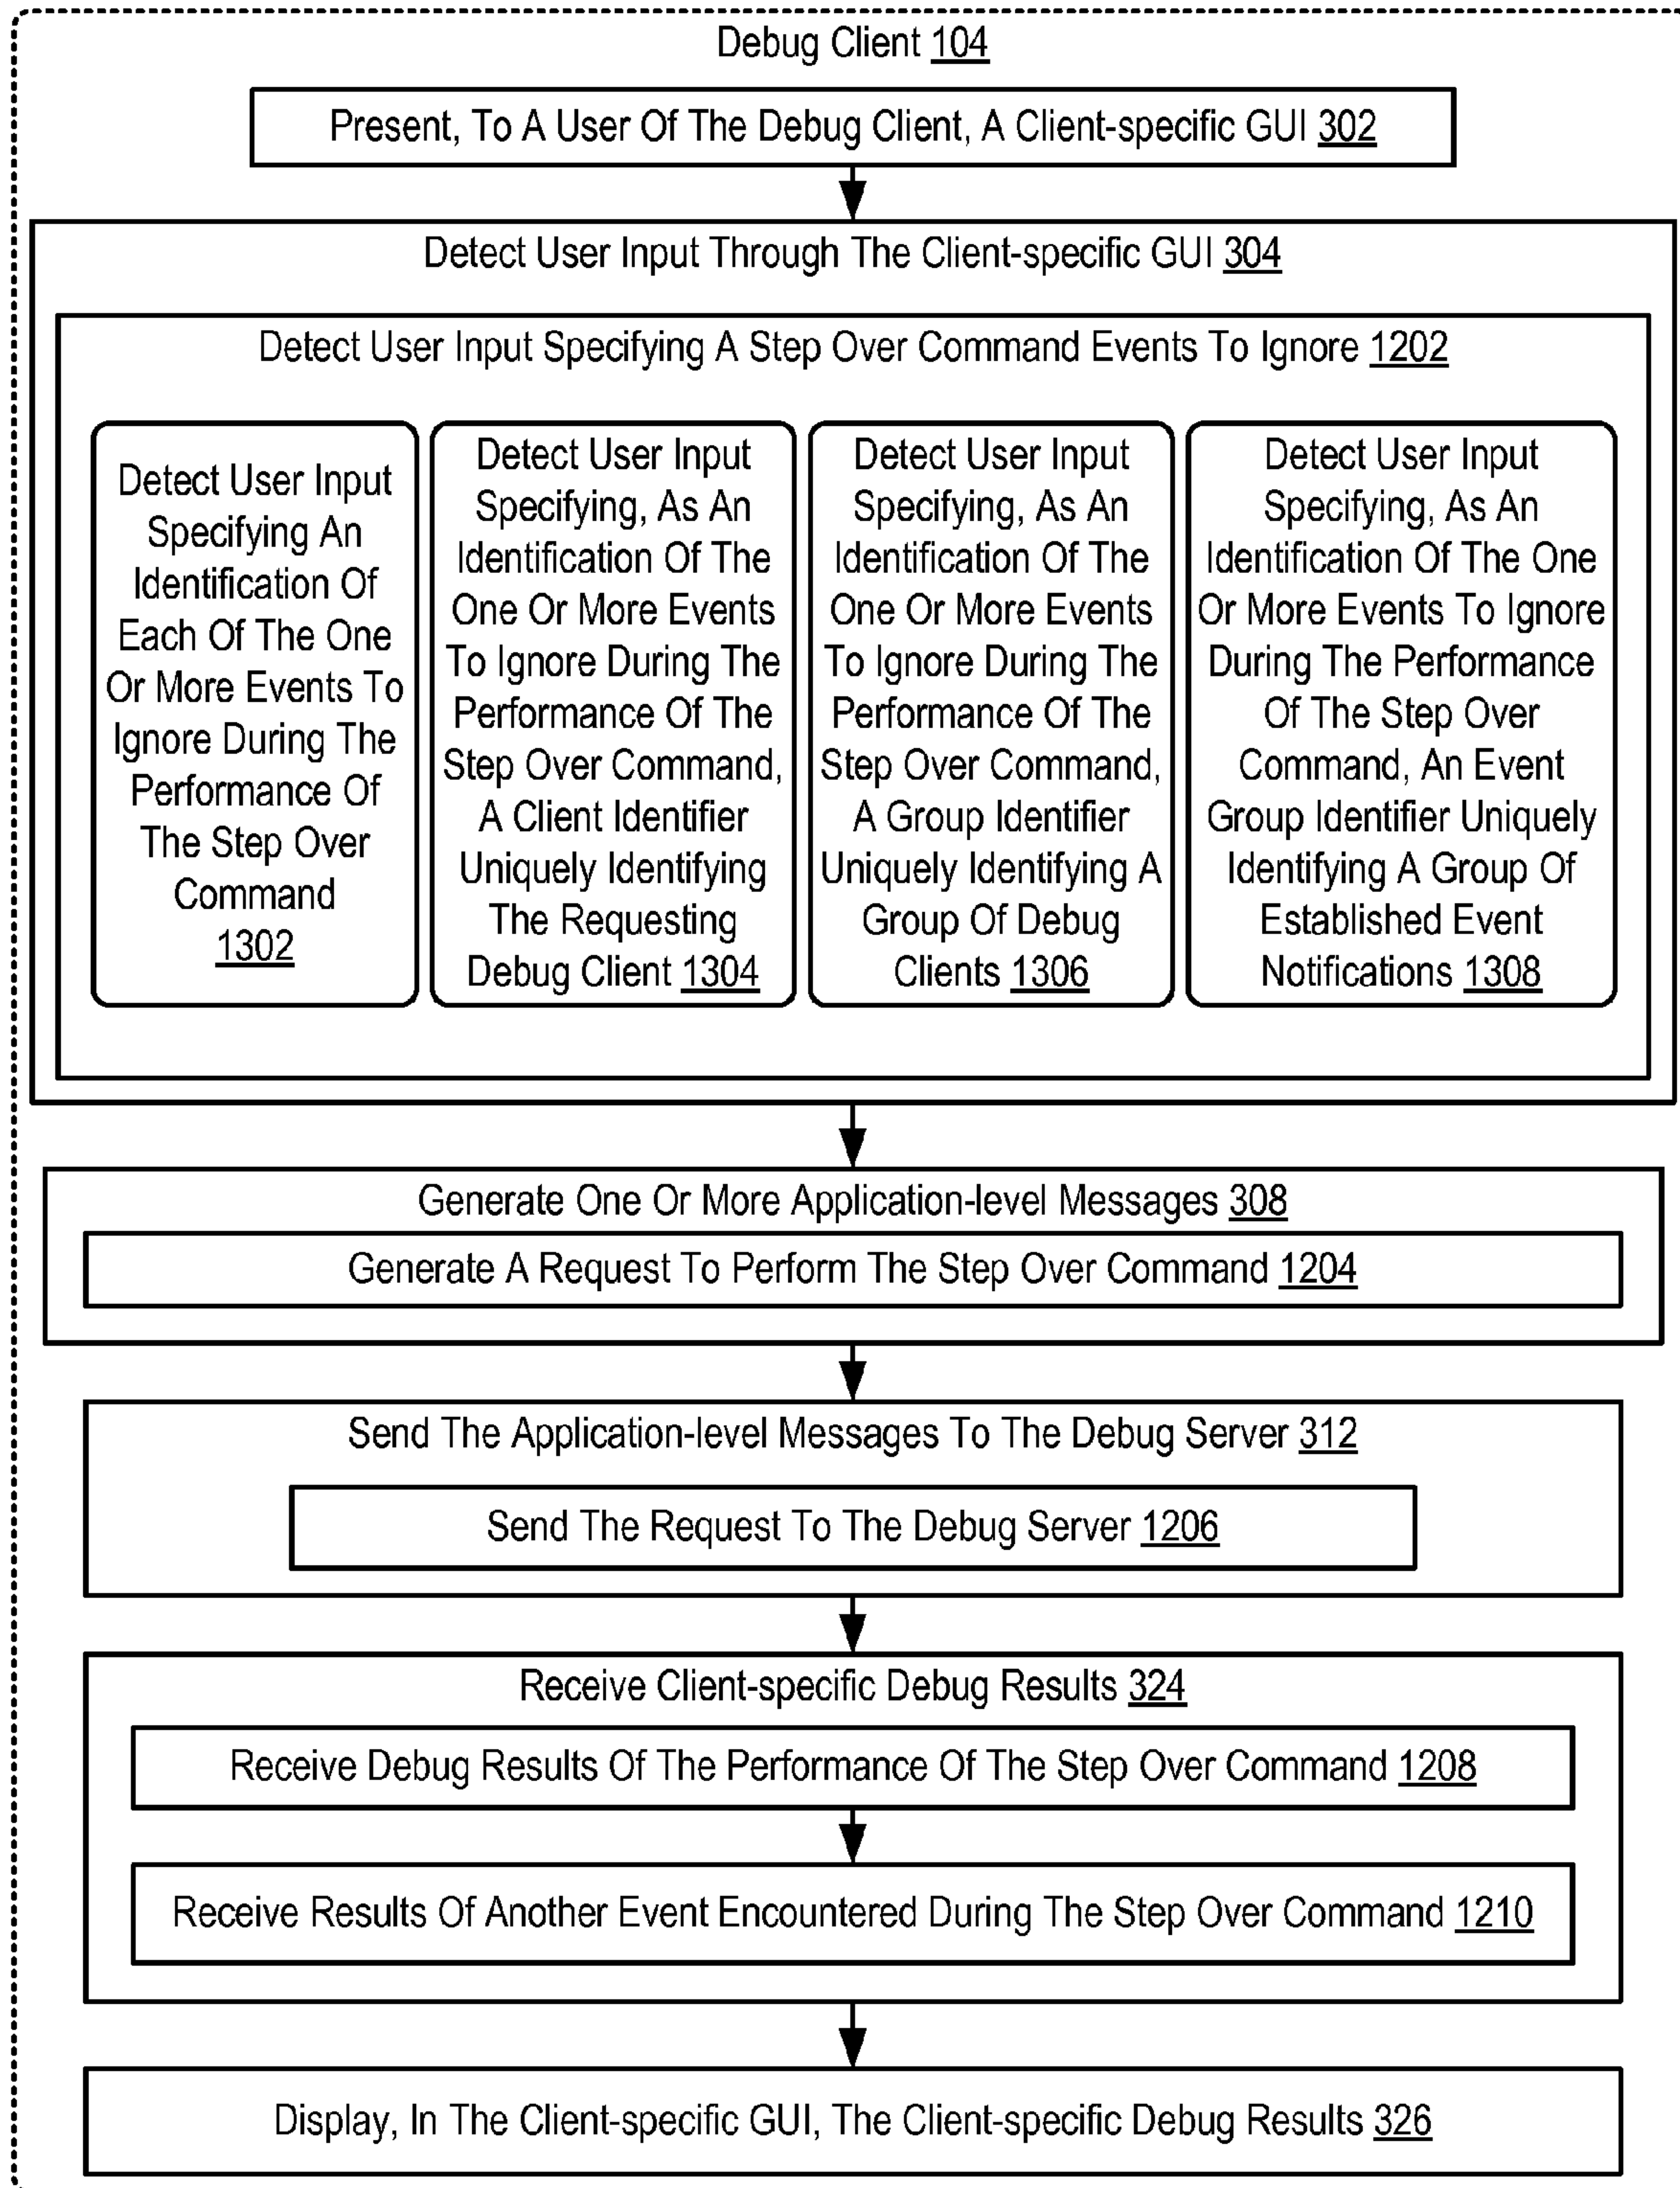 Debug Client 104
Present, To A User Of The Debug Client, A Client-specific GUI 302
Detect User Input Through The Client-specific GUI 304
Detect User Input Specifying A Step Over Command Events To Ignore 1202
Detect User Input
Specifying An
Identification Of
Each Of The One
Or More Events To
Ignore During The
Performance Of
The Step Over
Command
1302
Detect User Input
Specifying, As An
Identification Of The
One Or More Events
To Ignore During The
Performance Of The
Step Over Command,
A Client Identifier
Uniquely Identifying
The Requesting
Debug Client 1304
Detect User Input
Specifying, As An
Identification Of The
One Or More Events
To Ignore During The
Performance Of The
Step Over Command,
A Group Identifier
Uniquely Identifying A
Group Of Debug
Clients 1306
Detect User Input
Specifying, As An
Identification Of The One
Or More Events To Ignore
During The Performance
Of The Step Over
Command, An Event
Group Identifier Uniquely
Identifying A Group Of
Established Event
Notifications 1308
Generate One Or More Application-level Messages 308
Generate A Request To Perform The Step Over Command 1204
Send The Application-level Messages To The Debug Server 312
Send The Request To The Debug Server 1206
Receive Client-specific Debug Results 324
Receive Debug Results Of The Performance Of The Step Over Command 1208
Receive Results Of Another Event Encountered During The Step Over Command 1210
Display, In The Client-specific GUI, The Client-specific Debug Results 326